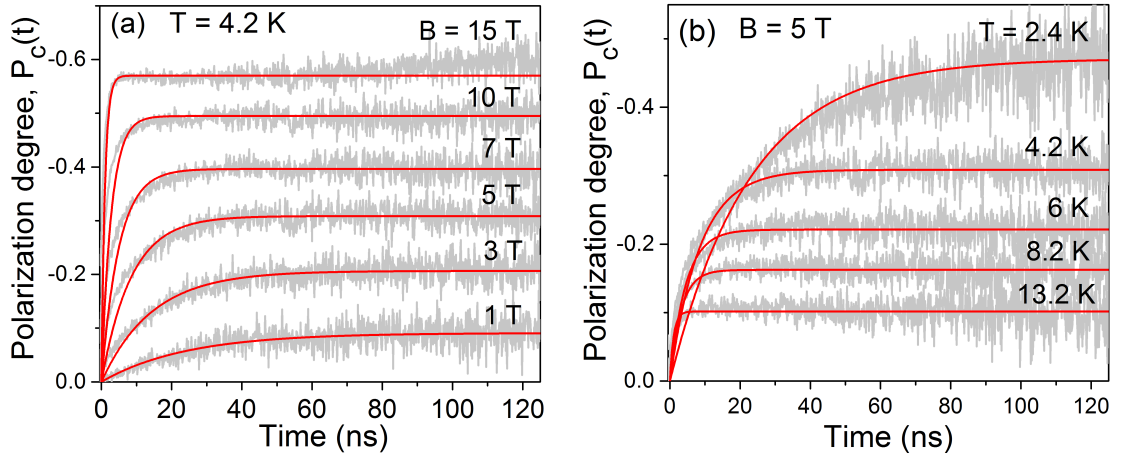 (a) T = 4.2 K
B = 15 T
10 T
7 T
5 T
3 T
1 T
Polarization degree, P_c(t)
-0.6
-0.4
-0.2
0.0
0 20 40 60 80 100 120
Time (ns)
(b) B = 5 T
T = 2.4 K
4.2 K
6 K
8.2 K
13.2 K
Polarization degree, P_c(t)
-0.4
-0.2
0.0
0 20 40 60 80 100 120
Time (ns)